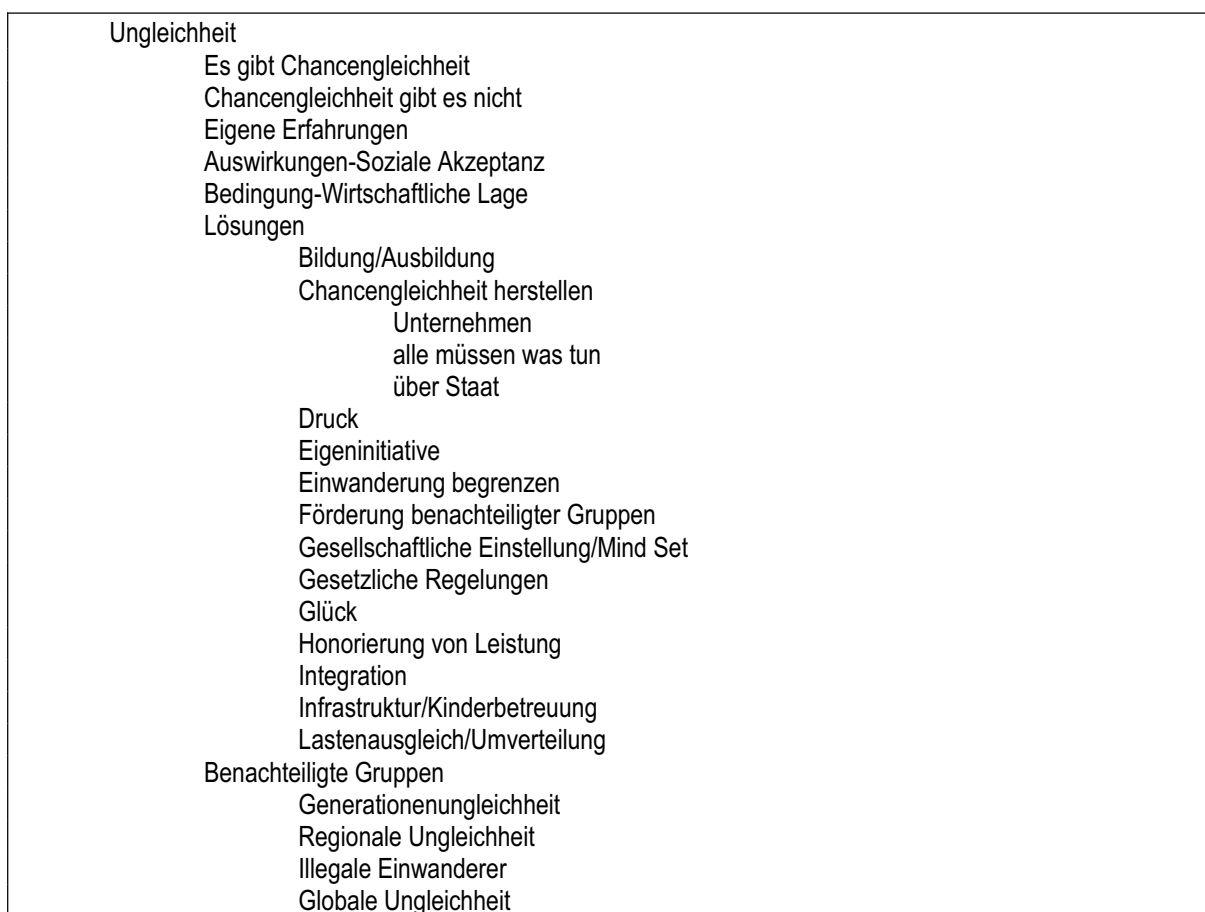 Ungleichheit
Es gibt Chancengleichheit
Chancengleichheit gibt es nicht
Eigene Erfahrungen
Auswirkungen-Soziale Akzeptanz
Bedingung-Wirtschaftliche Lage
Lösungen
Bildung/Ausbildung
Chancengleichheit herstellen
Unternehmen
alle müssen was tun
über Staat
Druck
Eigeninitiative
Einwanderung begrenzen
Förderung benachteiligter Gruppen
Gesellschaftliche Einstellung/Mind Set
Gesetzliche Regelungen
Glück
Honorierung von Leistung
Integration
Infrastruktur/Kinderbetreuung
Lastenausgleich/Umverteilung
Benachteiligte Gruppen
Generationenungleichheit
Regionale Ungleichheit
Illegale Einwanderer
Globale Ungleichheit